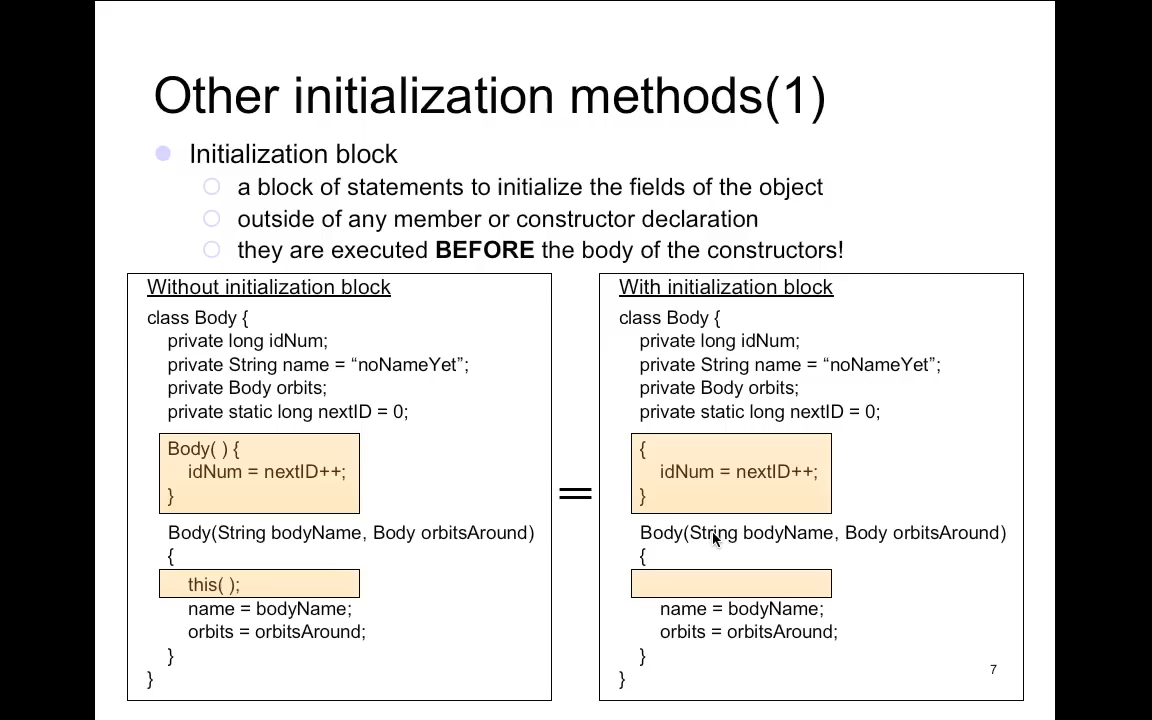 Other initialization methods(1)
Initialization block
a block of statements to initialize the fields of the object
outside of any member or constructor declaration
they are executed BEFORE the body of the constructors!
Without initialization block
class Body {
private long idNum;
private String name = “noNameYet”;
private Body orbits;
private static long nextID = 0;
Body( ) {
idNum = nextID++;
}
Body(String bodyName, Body orbitsAround)
{
this( );
name = bodyName;
orbits = orbitsAround;
}
}
=
With initialization block
class Body {
private long idNum;
private String name = “noNameYet”;
private Body orbits;
private static long nextID = 0;
{
idNum = nextID++;
}
Body(String bodyName, Body orbitsAround)
{
name = bodyName;
orbits = orbitsAround;
}
}
7